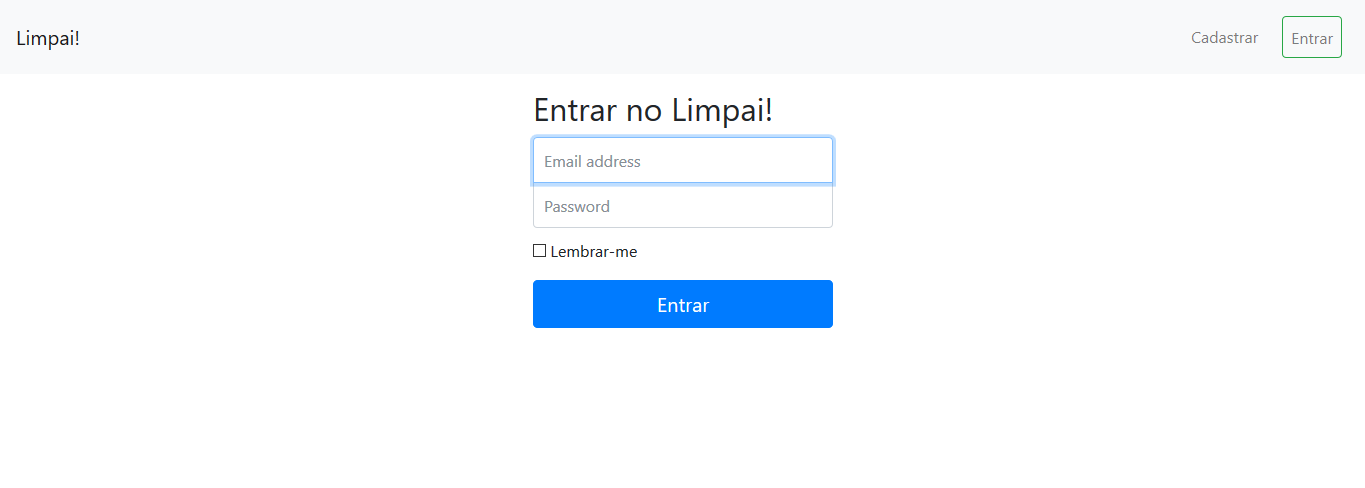 Limpai!
Cadastrar
Entrar
Entrar no Limpai!
Email address
Password
Lembrar-me
Entrar